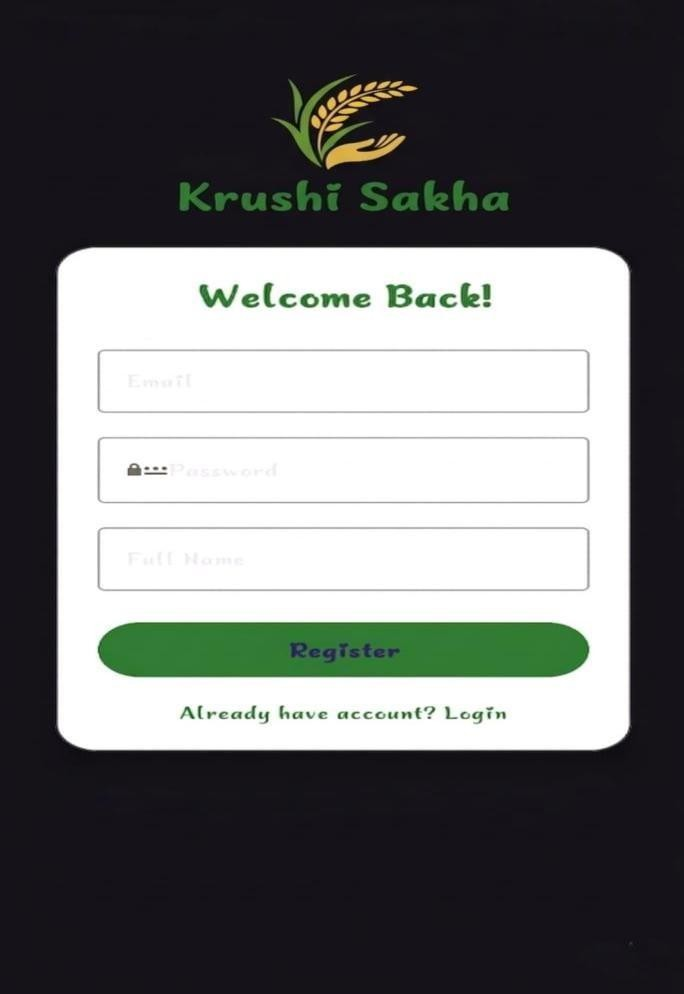 Krushi Sakha
Welcome Back!
Email
Password
Full Name
Register
Already have account? Login